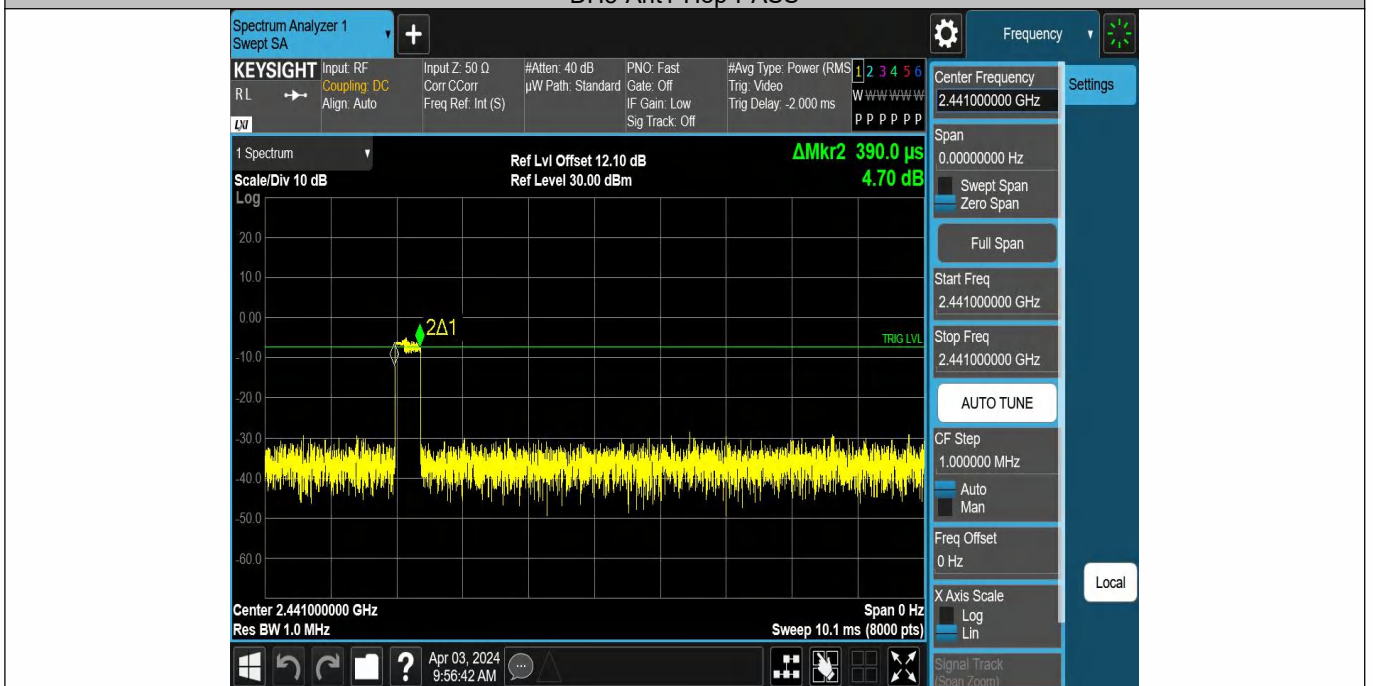 Spectrum Analyzer 1
Swept SA
+
Frequency
KEYSIGHT
RL
LXI
Input: RF
Coupling: DC
Align: Auto
Input Z: 50 Ω
Corr CCorr
Freq Ref: Int (S)
#Atten: 40 dB
µW Path: Standard
PNO: Fast
Gate: Off
IF Gain: Low
Sig Track: Off
#Avg Type: Power (RMS
Trig: Video
Trig Delay: -2.000 ms
1 2 3 4 5 6
W W W W W W
P P P P P P
1 Spectrum
Scale/Div 10 dB
Ref Lvl Offset 12.10 dB
Ref Level 30.00 dBm
ΔMkr2 390.0 µs
4.70 dB
Log
20.0
10.0
0.00
-10.0
-20.0
-30.0
-40.0
-50.0
-60.0
2Δ1
TRIG LVL
Center 2.441000000 GHz
Res BW 1.0 MHz
Span 0 Hz
Sweep 10.1 ms (8000 pts)
Apr 03, 2024
9:56:42 AM
?
Center Frequency
2.441000000 GHz
Settings
Span
0.00000000 Hz
Swept Span
Zero Span
Full Span
Start Freq
2.441000000 GHz
Stop Freq
2.441000000 GHz
AUTO TUNE
CF Step
1.000000 MHz
Auto
Man
Freq Offset
0 Hz
X Axis Scale
Log
Lin
Signal Track
(Span Zoom)
Local